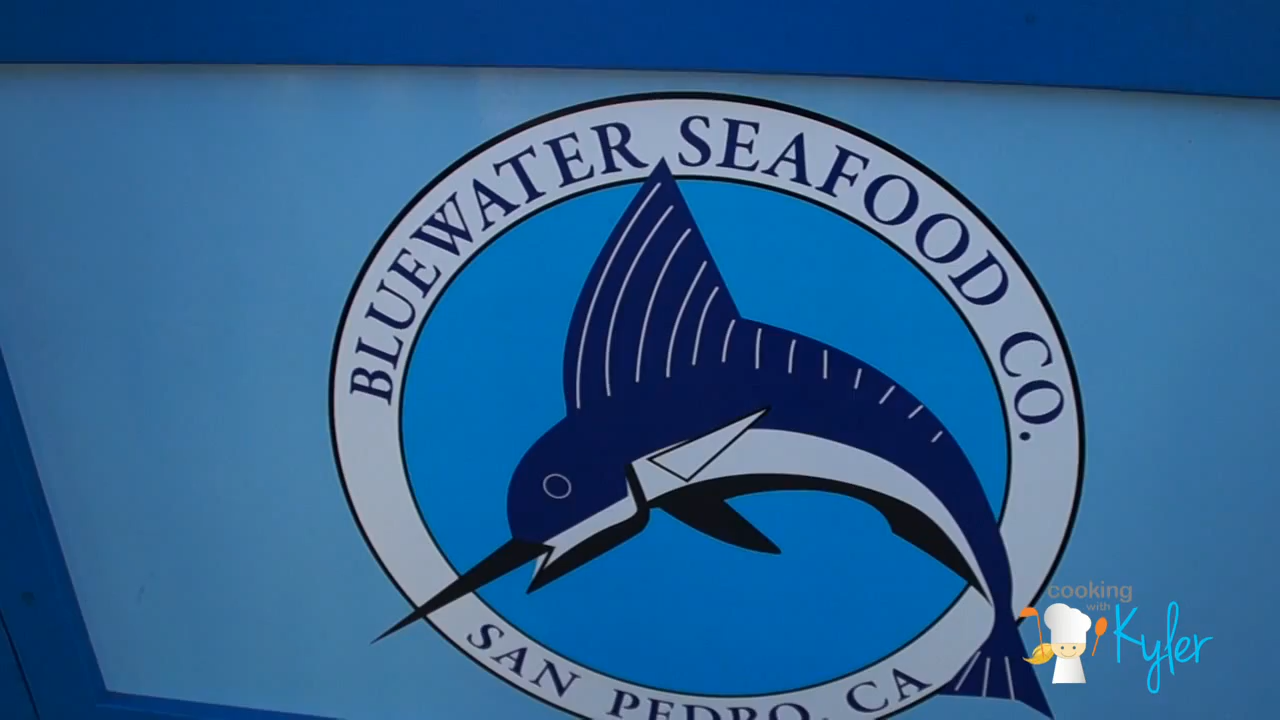 BLUEWATER SEAFOOD CO.
SAN PEDRO, CA
cooking
with
Kyler